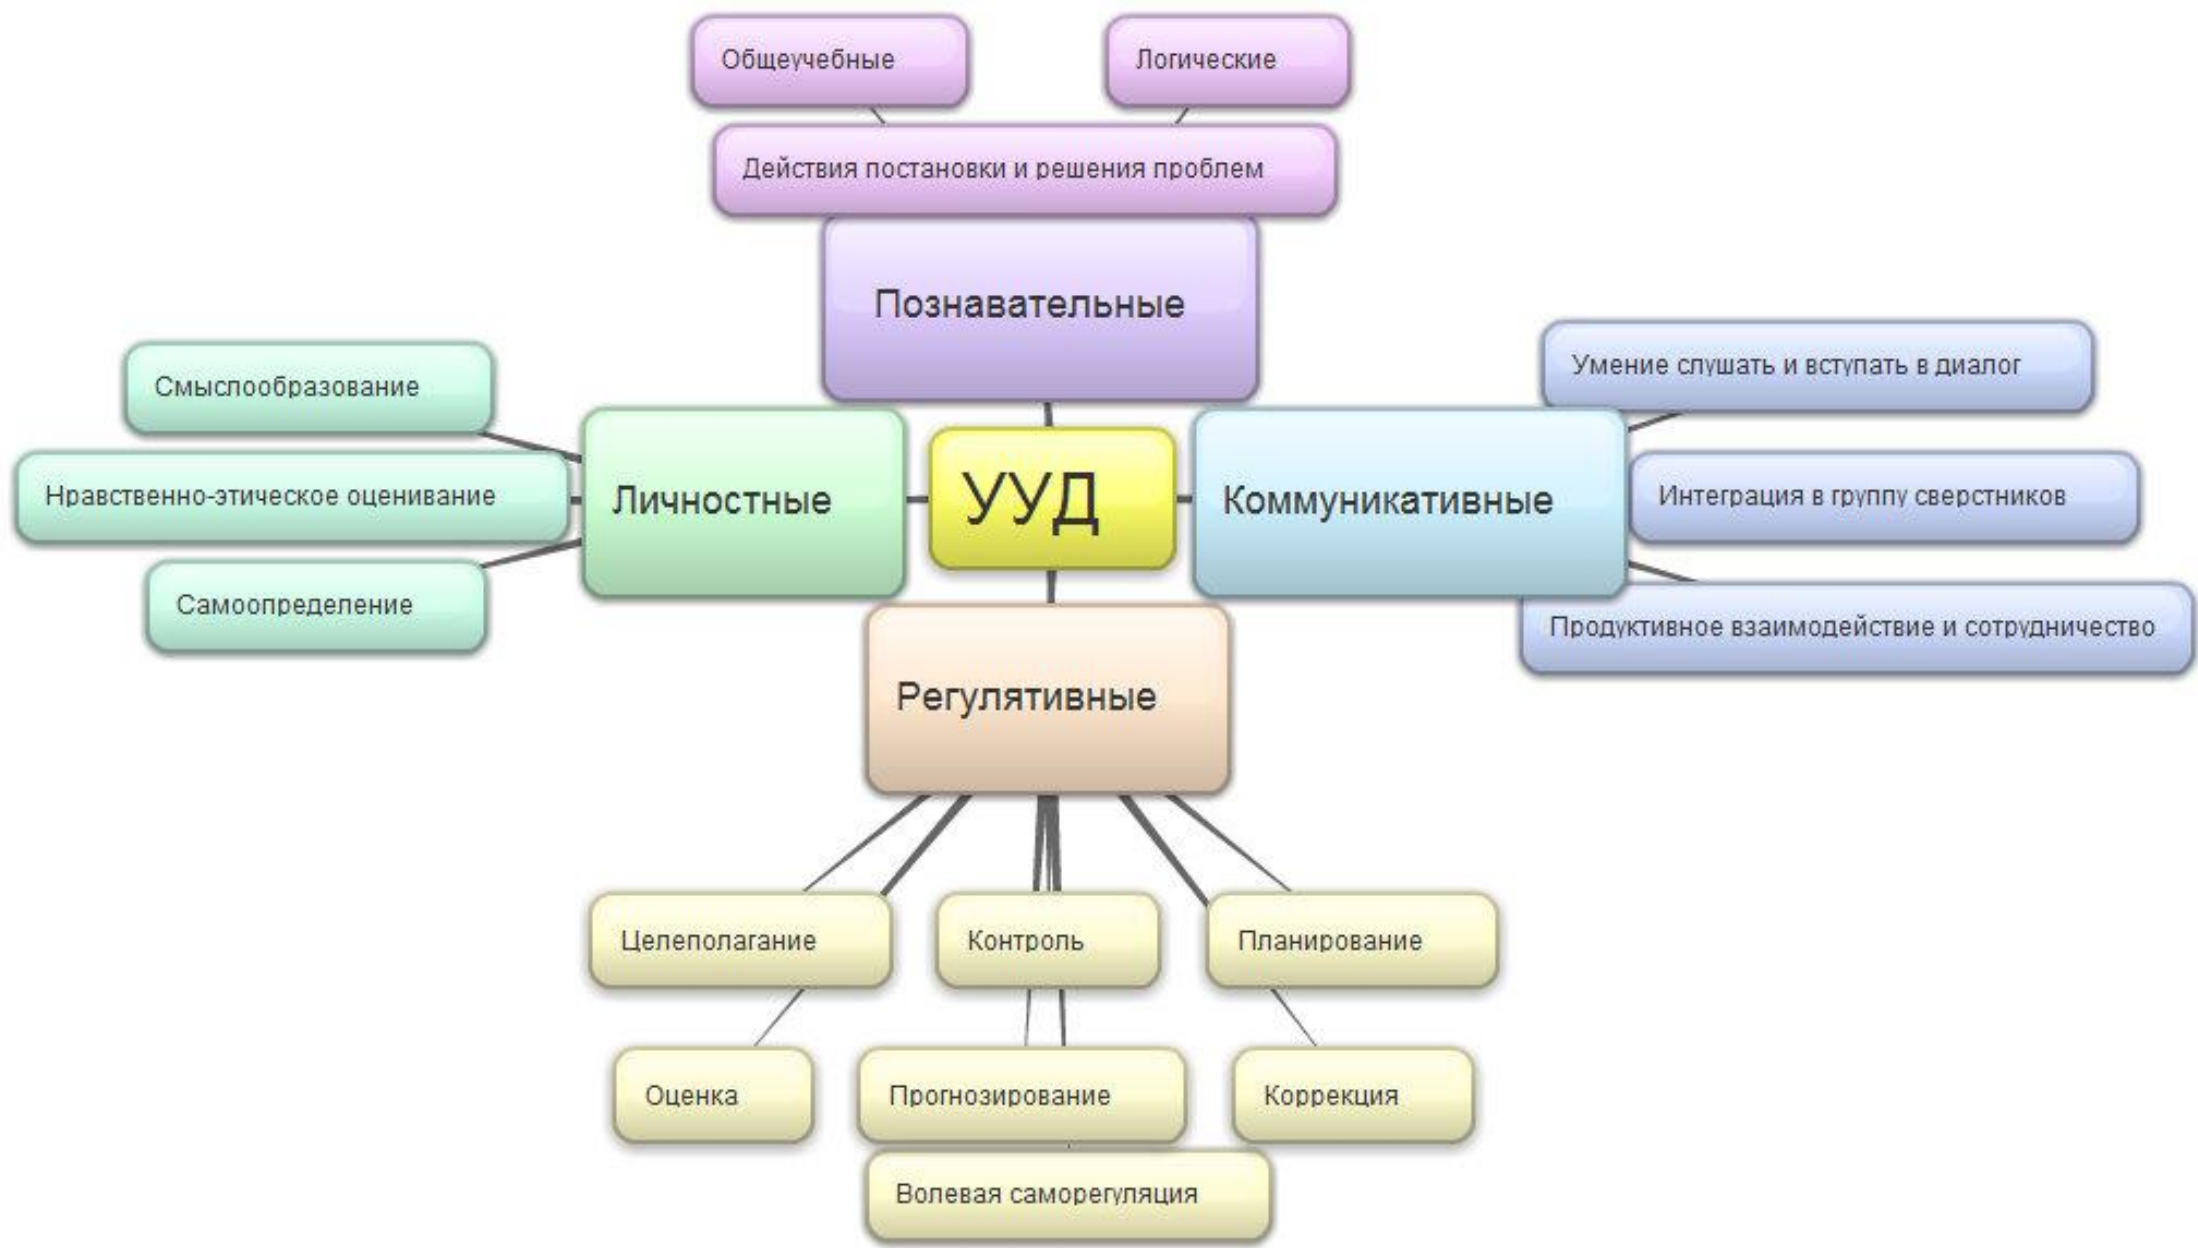 Общеучебные
Логические
Действия постановки и решения проблем
Познавательные
Смыслообразование
Нравственно-этическое оценивание
Самоопределение
Личностные
УУД
Коммуникативные
Умение слушать и вступать в диалог
Интеграция в группу сверстников
Продуктивное взаимодействие и сотрудничество
Регулятивные
Целеполагание
Контроль
Планирование
Оценка
Прогнозирование
Коррекция
Волевая саморегуляция